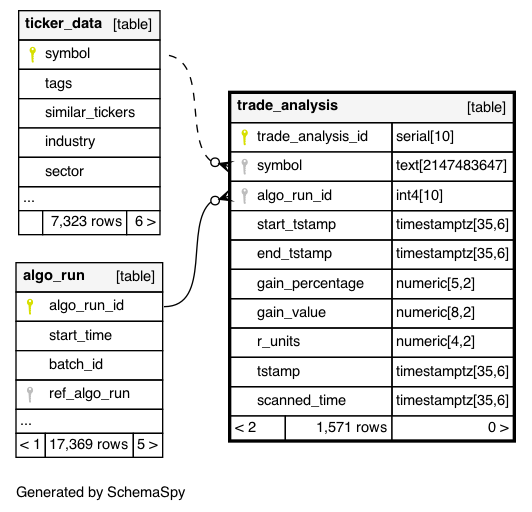 ticker_data [table]
symbol
tags
similar_tickers
industry
sector
...
7,323 rows 6 >
algo_run [table]
algo_run_id
start_time
batch_id
ref_algo_run
...
< 1 17,369 rows 5 >
trade_analysis [table]
trade_analysis_id serial[10]
symbol text[2147483647]
algo_run_id int4[10]
start_tstamp timestamptz[35,6]
end_tstamp timestamptz[35,6]
gain_percentage numeric[5,2]
gain_value numeric[8,2]
r_units numeric[4,2]
tstamp timestamptz[35,6]
scanned_time timestamptz[35,6]
< 2 1,571 rows 0 >
Generated by SchemaSpy